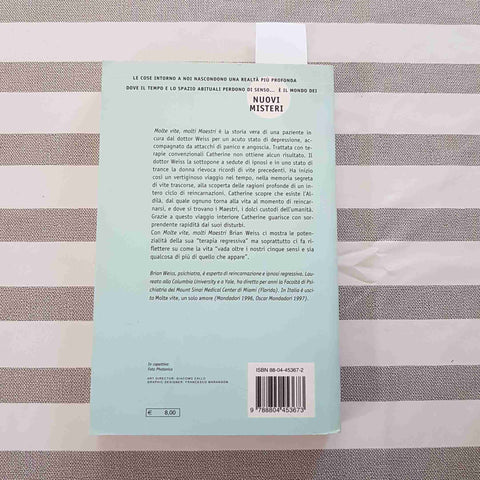 LE COSE INTORNO A NOI NASCONDONO UNA REALTÀ PIÙ PROFONDA
DOVE IL TEMPO E LO SPAZIO ABITUALI PERDONO DI SENSO... È IL MONDO DEI
NUOVI
MISTERI
Molte vite, molti Maestri è la storia vera di una paziente in
cura dal dottor Weiss per un acuto stato di depressione, ac-
compagnato da attacchi di panico e angoscia. Trattata con te-
rapie convenzionali Catherine non ottiene alcun risultato. Il
dottor Weiss la sottopone a sedute di ipnosi e in uno stato di
trance la donna rievoca ricordi di vite precedenti. Ha inizio
così un vertiginoso viaggio nel tempo, nella memoria segreta
di vite trascorse, alla scoperta delle ragioni profonde di un in-
tero ciclo di reincarnazioni. Catherine scopre che esiste l'Al-
dilà, dal quale ognuno torna alla vita al momento di reincar-
narsi, e dove si trovano i Maestri, i dolci custodi dell'umanità.
Grazie a questo viaggio interiore Catherine guarisce con sor-
prendente rapidità dai suoi disturbi.
Con Molte vite, molti Maestri Brian Weiss ci mostra le poten-
zialità della sua "terapia regressiva" ma soprattutto ci fa ri-
flettere su come la vita "vada oltre i nostri cinque sensi e sia
qualcosa di più di quello che appare".
Brian Weiss, psichiatra, è esperto di reincarnazione e ipnosi regressiva. Laure-
ato alla Columbia University e a Yale, ha diretto per anni la Facoltà di Psi-
chiatria del Mount Sinai Medical Center di Miami (Florida). In Italia è usci-
to Molte vite, un solo amore (Mondadori 1996, Oscar Mondadori 1997).
In copertina:
Foto Photonica
ART DIRECTOR: GIACOMO CALLO
GRAPHIC DESIGNER: FRANCESCO MARANGON
€ 8,00
ISBN 88-04-45367-2
9 788804 453673